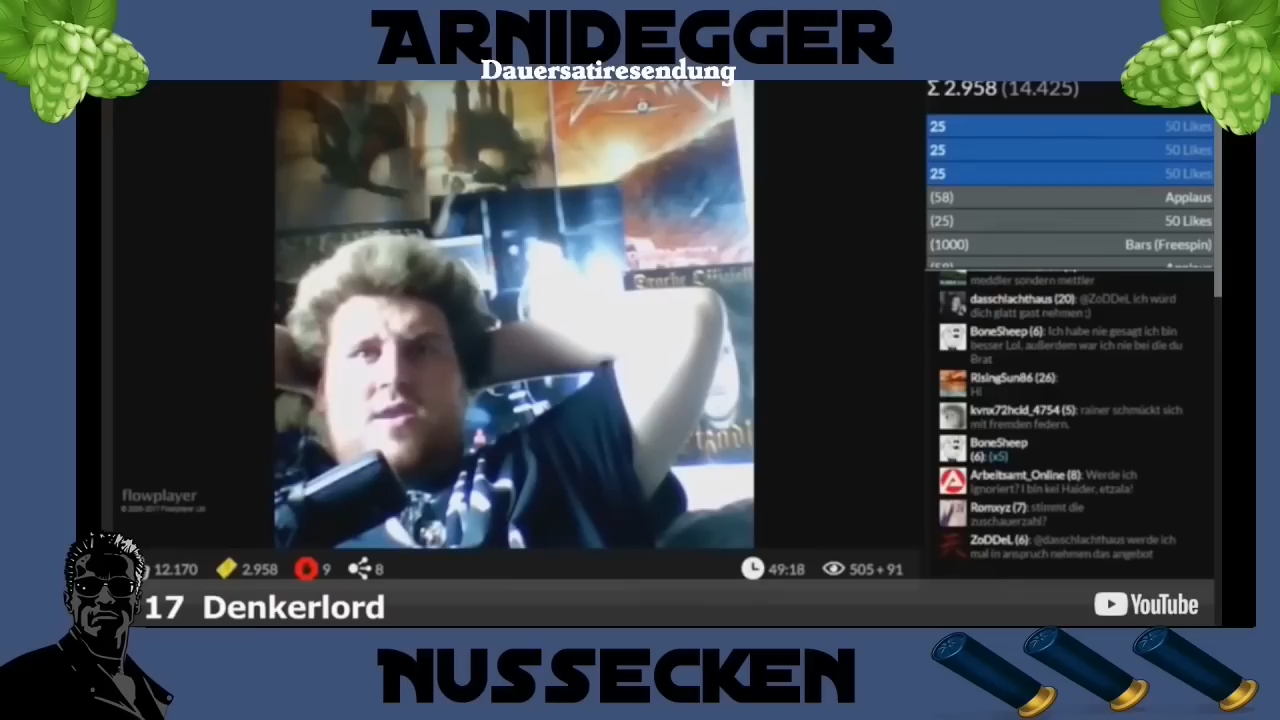 ARNIDEGGER
Dauersatiresendung
Σ 2.958 (14.425)
25 50 Likes
25 50 Likes
25 50 Likes
(58) Applaus
(25) 50 Likes
(1000) Bars (Freespin)
meddler sondern mettler
dasschlachthaus (20): @ZoDDeL ich würd
dich glatt gast nehmen ;)
BoneSheep (6): Ich habe nie gesagt ich bin
besser Lol, außerdem war ich nie bei die du
Brat
RisingSun86 (26):
Hi
kvnx72hcld_4754 (5): rainer schmückt sich
mit fremden federn.
BoneSheep
(6): (x5)
Arbeitsamt_Online (8): Werde ich
ignoriert? I bin kei Haider, etzala!
Romxyz (7): stimmt die
zuschauerzahl?
ZoDDeL (6): @dasschlachthaus werde ich
mal in anspruch nehmen das angebot
flowplayer
12.170 2.958 9 8 49:18 505 + 91
17 Denkerlord
YouTube
NUSSECKEN